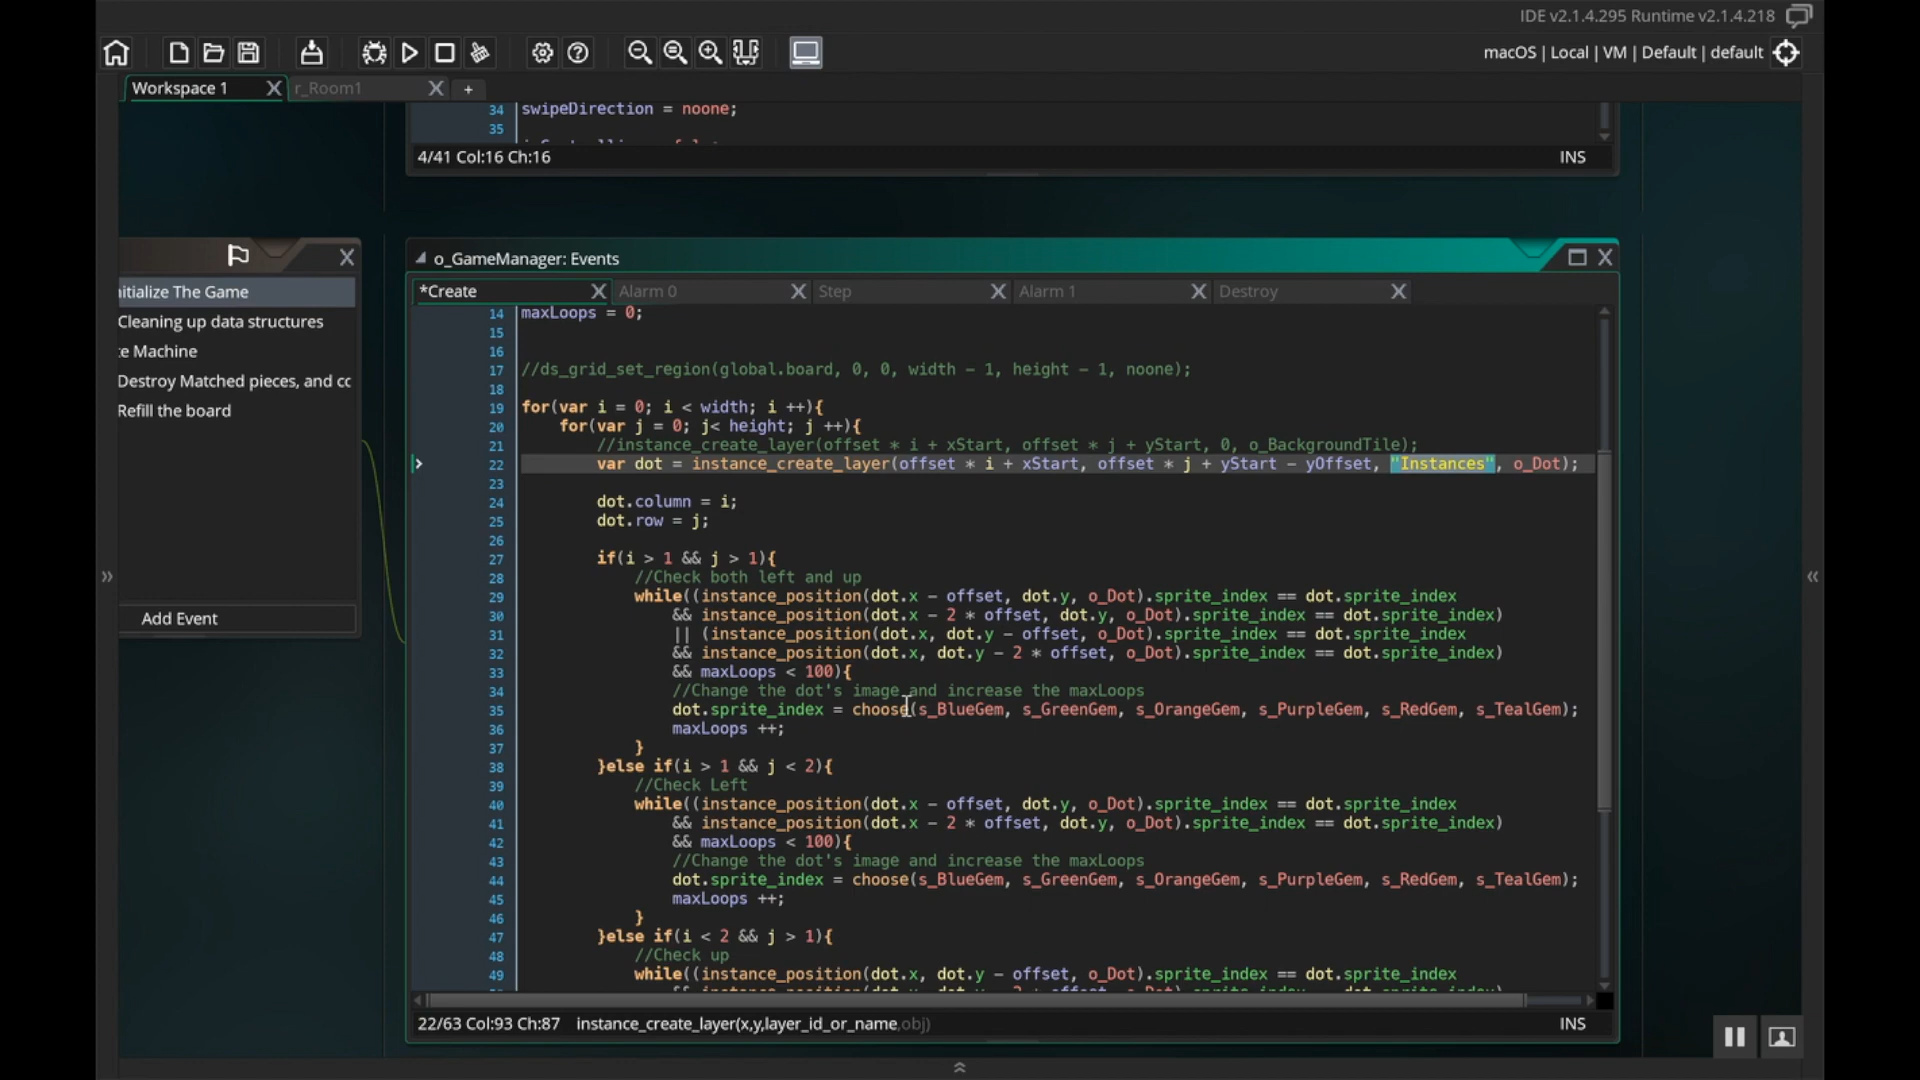 IDE v2.1.4.295 Runtime v2.1.4.218
macOS | Local | VM | Default | default
Workspace 1
r_Room1
+
34 swipeDirection = noone;
35
4/41 Col:16 Ch:16 INS
o_GameManager: Events
*Create
Alarm 0
Step
Alarm 1
Destroy
nitialize The Game
Cleaning up data structures
te Machine
Destroy Matched pieces, and cc
Refill the board
Add Event
14 maxLoops = 0;
15
16
17 //ds_grid_set_region(global.board, 0, 0, width - 1, height - 1, noone);
18
19 for(var i = 0; i < width; i ++){
20 for(var j = 0; j< height; j ++){
21 //instance_create_layer(offset * i + xStart, offset * j + yStart, 0, o_BackgroundTile);
22 var dot = instance_create_layer(offset * i + xStart, offset * j + yStart - yOffset, "Instances", o_Dot);
23
24 dot.column = i;
25 dot.row = j;
26
27 if(i > 1 && j > 1){
28 //Check both left and up
29 while((instance_position(dot.x - offset, dot.y, o_Dot).sprite_index == dot.sprite_index
30 && instance_position(dot.x - 2 * offset, dot.y, o_Dot).sprite_index == dot.sprite_index)
31 || (instance_position(dot.x, dot.y - offset, o_Dot).sprite_index == dot.sprite_index
32 && instance_position(dot.x, dot.y - 2 * offset, o_Dot).sprite_index == dot.sprite_index)
33 && maxLoops < 100){
34 //Change the dot's image and increase the maxLoops
35 dot.sprite_index = choose(s_BlueGem, s_GreenGem, s_OrangeGem, s_PurpleGem, s_RedGem, s_TealGem);
36 maxLoops ++;
37 }
38 }else if(i > 1 && j < 2){
39 //Check Left
40 while((instance_position(dot.x - offset, dot.y, o_Dot).sprite_index == dot.sprite_index
41 && instance_position(dot.x - 2 * offset, dot.y, o_Dot).sprite_index == dot.sprite_index)
42 && maxLoops < 100){
43 //Change the dot's image and increase the maxLoops
44 dot.sprite_index = choose(s_BlueGem, s_GreenGem, s_OrangeGem, s_PurpleGem, s_RedGem, s_TealGem);
45 maxLoops ++;
46 }
47 }else if(i < 2 && j > 1){
48 //Check up
49 while((instance_position(dot.x, dot.y - offset, o_Dot).sprite_index == dot.sprite_index
22/63 Col:93 Ch:87 instance_create_layer(x,y,layer_id_or_name,obj) INS